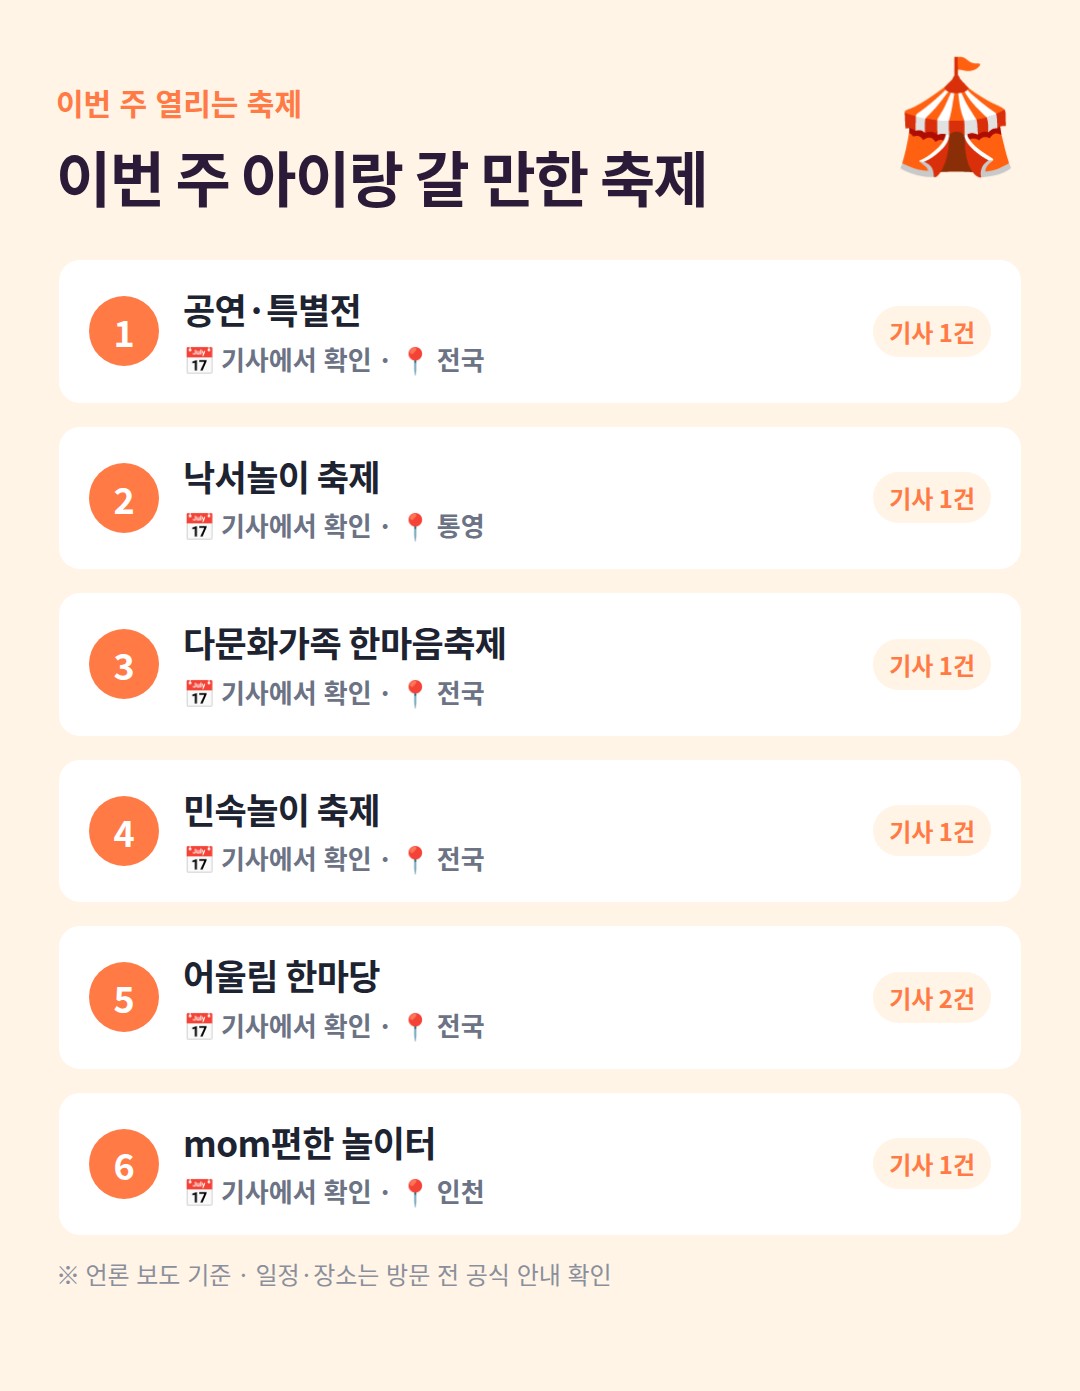 이번 주 열리는 축제
이번 주 아이랑 갈 만한 축제
1
공연·특별전
📅 기사에서 확인 · 📍 전국
기사 1건
2
낙서놀이 축제
📅 기사에서 확인 · 📍 통영
기사 1건
3
다문화가족 한마음축제
📅 기사에서 확인 · 📍 전국
기사 1건
4
민속놀이 축제
📅 기사에서 확인 · 📍 전국
기사 1건
5
어울림 한마당
📅 기사에서 확인 · 📍 전국
기사 2건
6
mom편한 놀이터
📅 기사에서 확인 · 📍 인천
기사 1건
※ 언론 보도 기준 · 일정·장소는 방문 전 공식 안내 확인